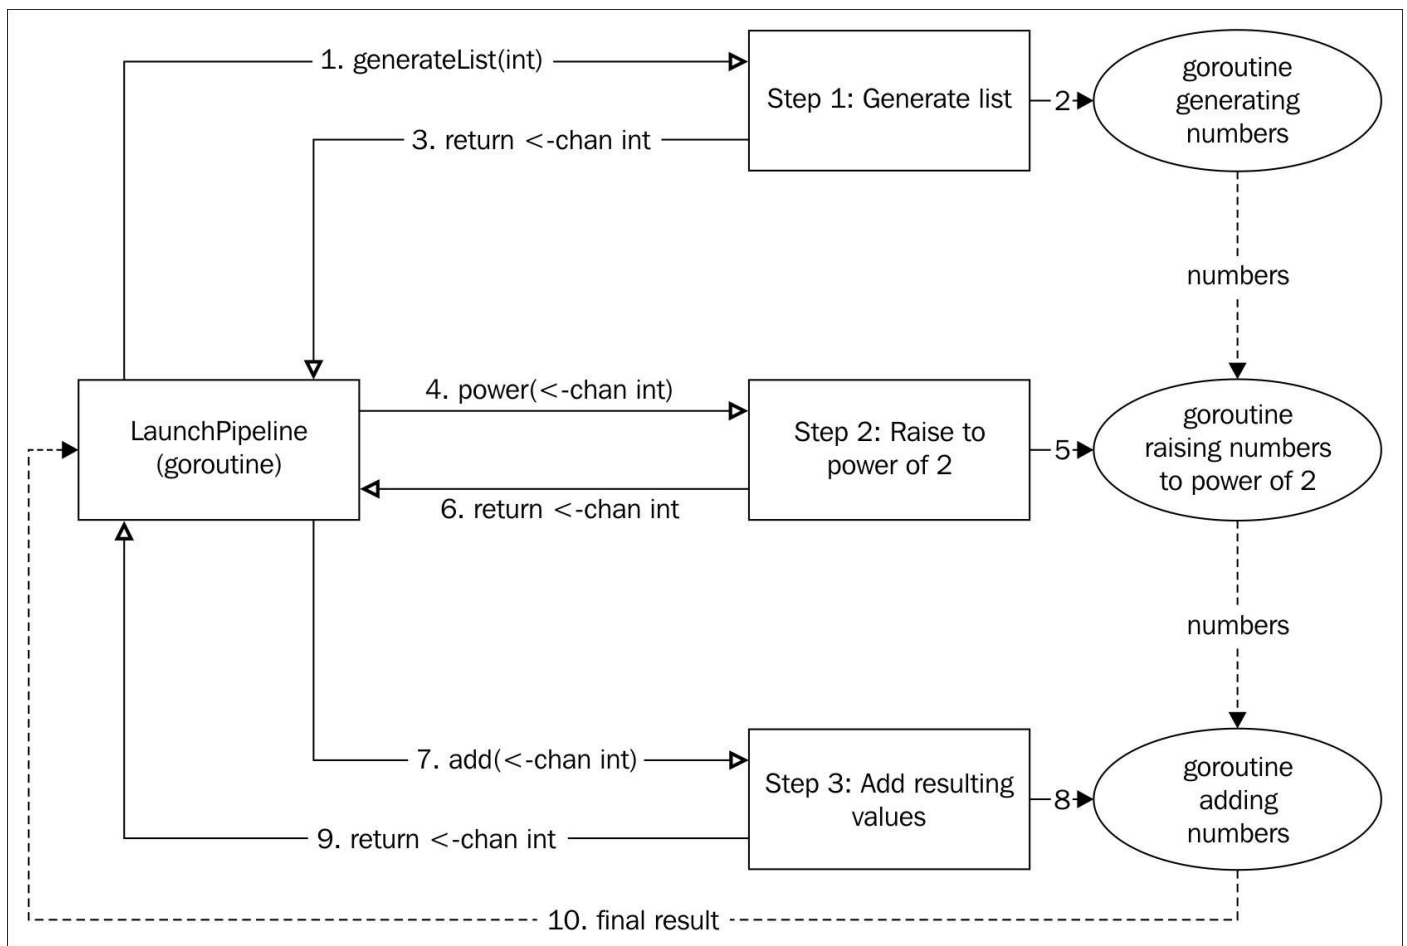 1. generateList(int)
Step 1: Generate list
2
goroutine
generating
numbers
3. return <-chan int
numbers
LaunchPipeline
(goroutine)
4. power(<-chan int)
Step 2: Raise to
power of 2
5
goroutine
raising numbers
to power of 2
6. return <-chan int
numbers
7. add(<-chan int)
Step 3: Add resulting
values
8
goroutine
adding
numbers
9. return <-chan int
10. final result